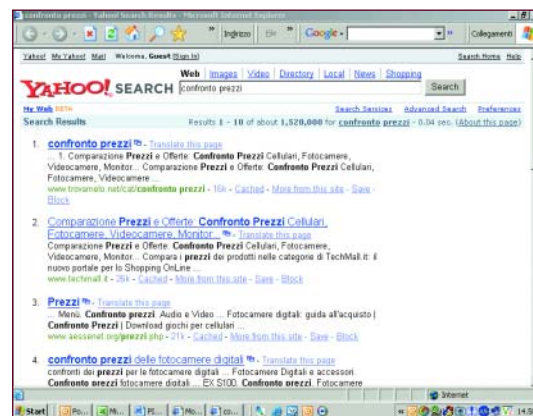 confronto prezzi - Yahoo! Search Results - Microsoft Internet Explorer
Indirizzo
Google
Collegamenti
Yahoo! My Yahoo! Mail Welcome, Guest [Sign In]
Search Home Help
Web | Images | Video | Directory | Local | News | Shopping
YAHOO! SEARCH confronto prezzi Search
My Web BETA
Search Services Advanced Search Preferences
Search Results
Results 1 - 10 of about 1,520,000 for confronto prezzi - 0.04 sec. (About this page)
1. confronto prezzi - Translate this page
... 1. Comparazione Prezzi e Offerte: Confronto Prezzi Cellulari, Fotocamere,
Videocamere, Monitor... Comparazione Prezzi e Offerte: Confronto Prezzi Cellulari,
Fotocamere, Videocamere ...
www.trovamelo.net/cat/confronto prezzi - 16k - Cached - More from this site - Save -
Block
2. Comparazione Prezzi e Offerte: Confronto Prezzi Cellulari,
Fotocamere, Videocamere, Monitor... - Translate this page
Comparazione Prezzi e Offerte: Confronto Prezzi Cellulari, Fotocamere,
Videocamere, Monitor... Compara i prezzi dei prodotti nelle categorie di TechMall.it: il
nuovo portale per lo Shopping OnLine ...
www.techmall.it - 26k - Cached - More from this site - Save - Block
3. Prezzi - Translate this page
... Menù. Confronto prezzi. Audio e Video ... Fotocamere digitali: guida all'acquisto |
Confronto Prezzi | Download giochi per cellulari ...
www.aessenet.org/prezzi.php - 21k - Cached - More from this site - Save - Block
4. confronto prezzi delle fotocamere digitali - Translate this page
confronti dei prezzi per le fotocamere digitali ... Fotocamere Digitali e accessori.
Confronto prezzi fotocamere digitali ... EX S100. Confronto prezzi. Fotocamere
Internet
Start